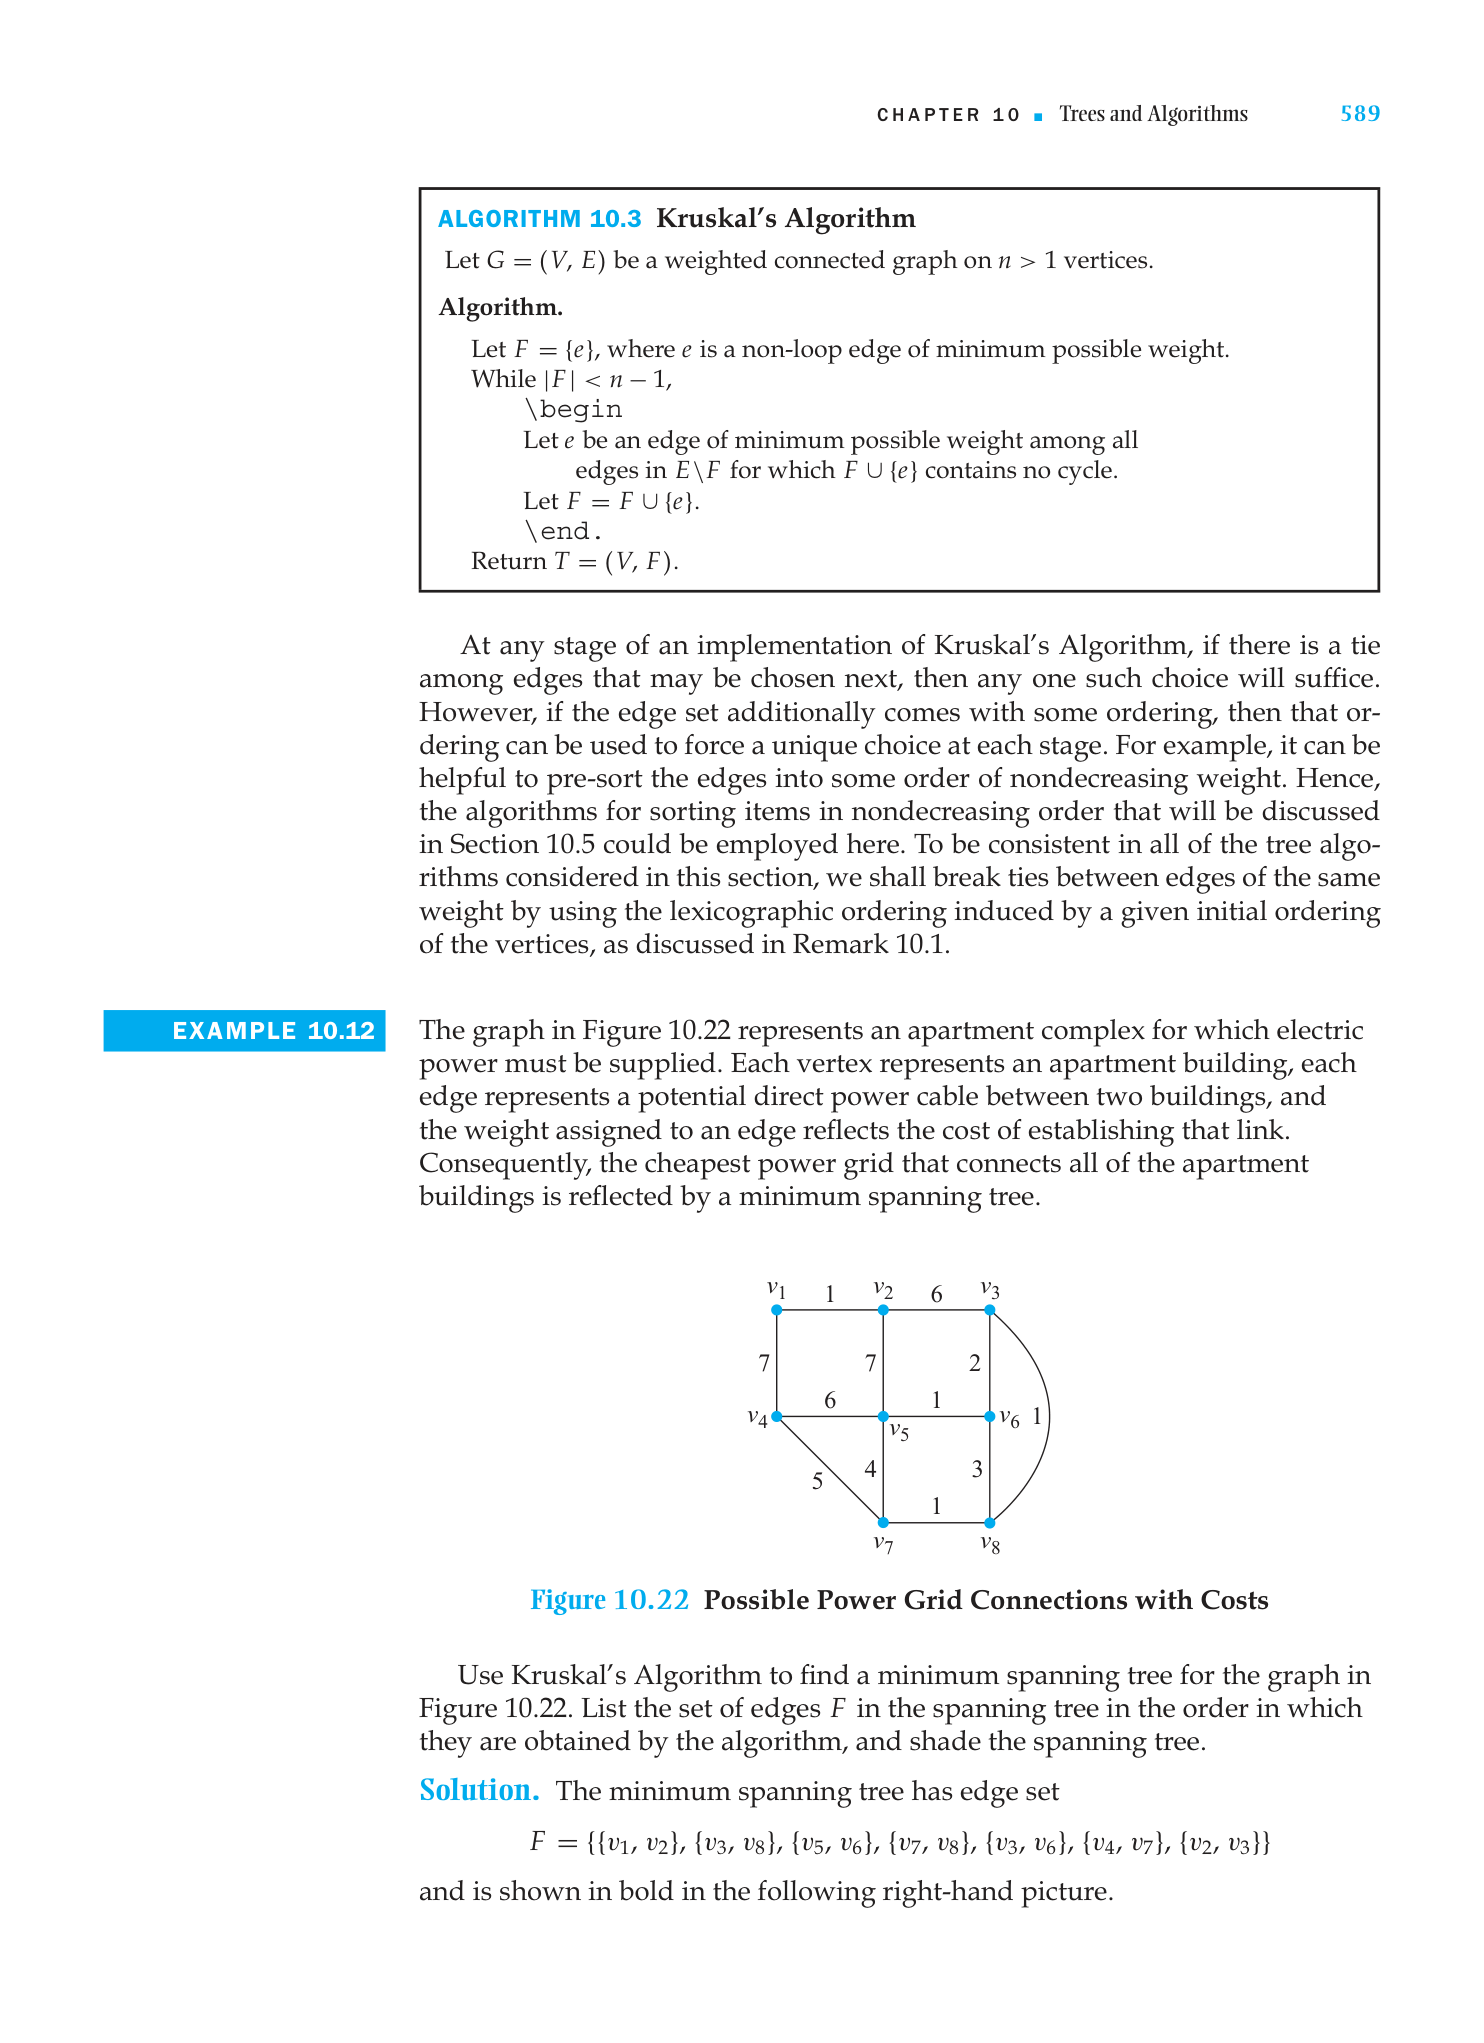 CHAPTER 10 ■ Trees and Algorithms 589
ALGORITHM 10.3 Kruskal's Algorithm
Let G = (V, E) be a weighted connected graph on n > 1 vertices.
Algorithm.
Let F = {e}, where e is a non-loop edge of minimum possible weight.
While |F| < n − 1,
\begin
Let e be an edge of minimum possible weight among all
edges in E\F for which F ∪ {e} contains no cycle.
Let F = F ∪ {e}.
\end.
Return T = (V, F).
At any stage of an implementation of Kruskal's Algorithm, if there is a tie
among edges that may be chosen next, then any one such choice will suffice.
However, if the edge set additionally comes with some ordering, then that or-
dering can be used to force a unique choice at each stage. For example, it can be
helpful to pre-sort the edges into some order of nondecreasing weight. Hence,
the algorithms for sorting items in nondecreasing order that will be discussed
in Section 10.5 could be employed here. To be consistent in all of the tree algo-
rithms considered in this section, we shall break ties between edges of the same
weight by using the lexicographic ordering induced by a given initial ordering
of the vertices, as discussed in Remark 10.1.
EXAMPLE 10.12 The graph in Figure 10.22 represents an apartment complex for which electric
power must be supplied. Each vertex represents an apartment building, each
edge represents a potential direct power cable between two buildings, and
the weight assigned to an edge reflects the cost of establishing that link.
Consequently, the cheapest power grid that connects all of the apartment
buildings is reflected by a minimum spanning tree.
v1 1 v2 6 v3
7 7 2
6 1
v4 v5 v6 1
5 4 3
1
v7 v8
Figure 10.22 Possible Power Grid Connections with Costs
Use Kruskal's Algorithm to find a minimum spanning tree for the graph in
Figure 10.22. List the set of edges F in the spanning tree in the order in which
they are obtained by the algorithm, and shade the spanning tree.
Solution. The minimum spanning tree has edge set
F = {{v1, v2}, {v3, v8}, {v5, v6}, {v7, v8}, {v3, v6}, {v4, v7}, {v2, v3}}
and is shown in bold in the following right-hand picture.